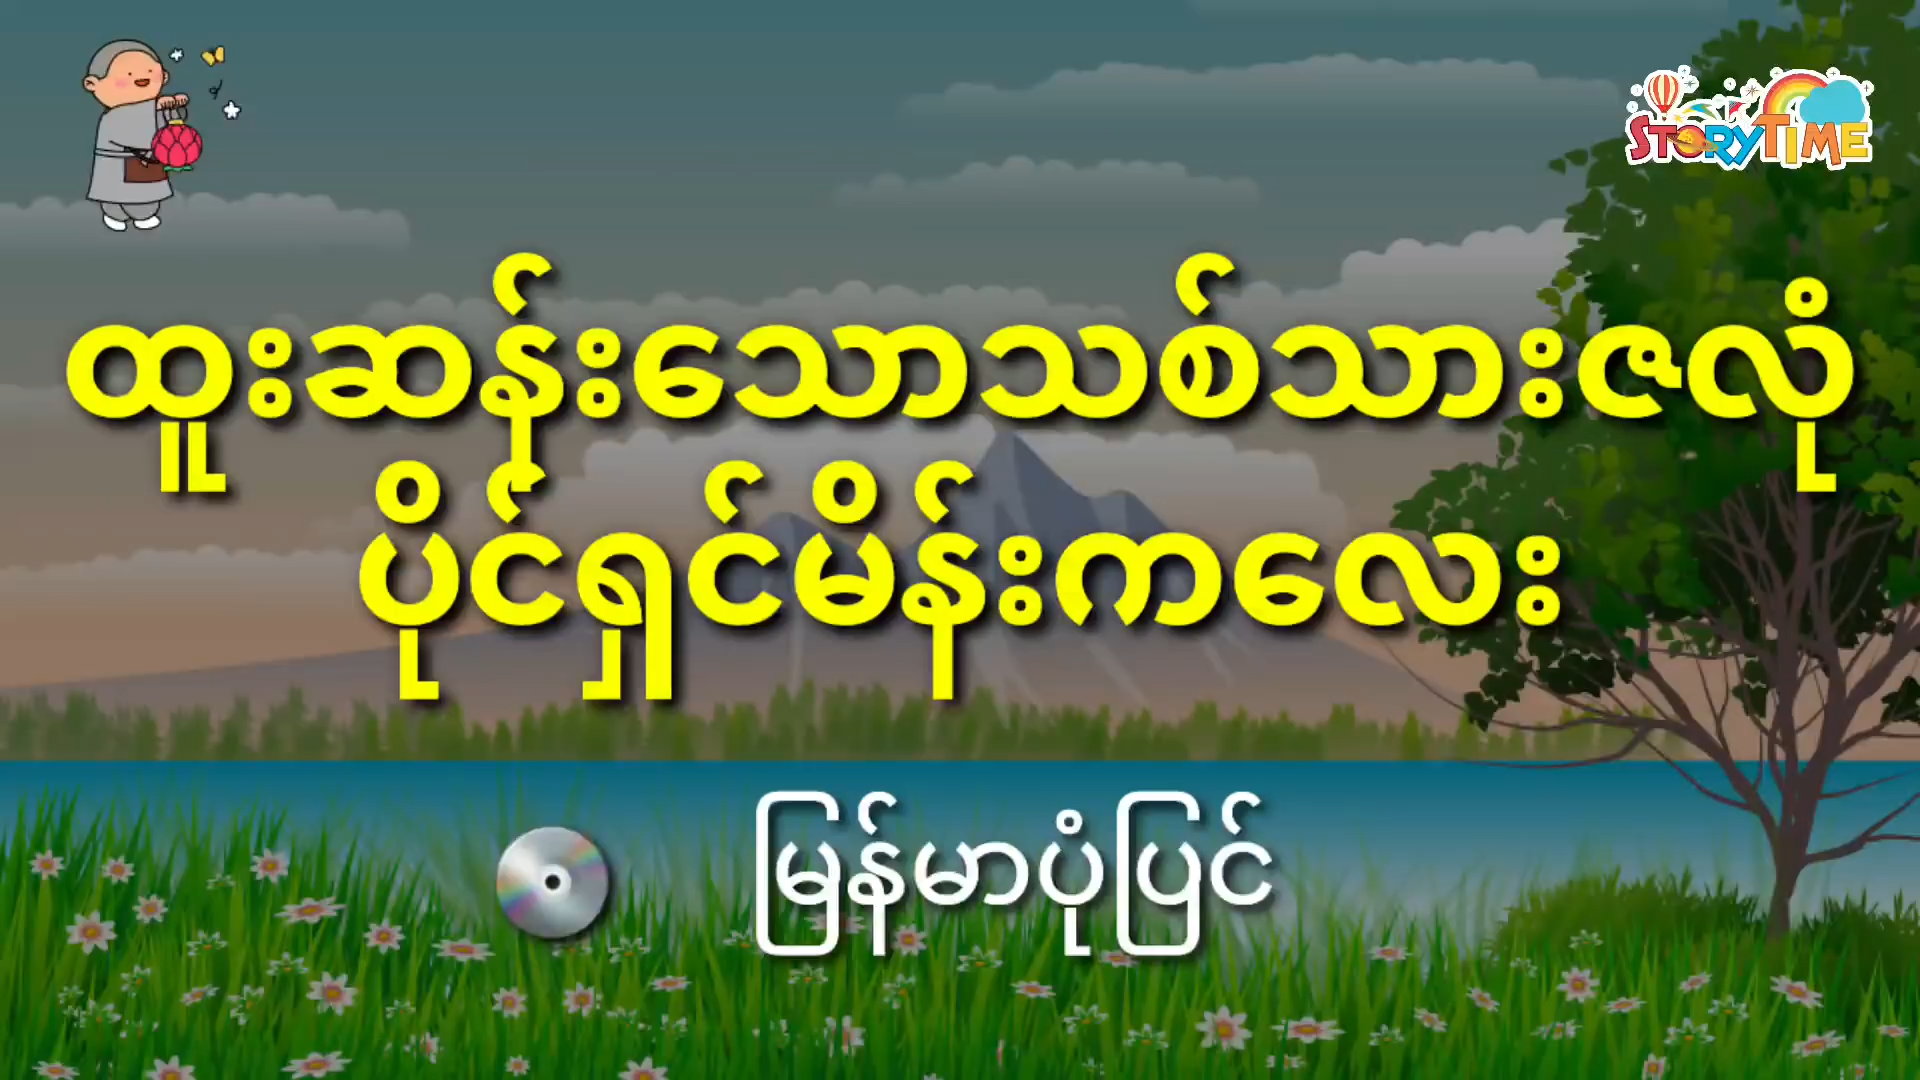 STORYTIME
ထူးဆန်းသောသစ်သားဇလုံ
ပိုင်ရှင်မိန်းကလေး
မြန်မာပုံပြင်